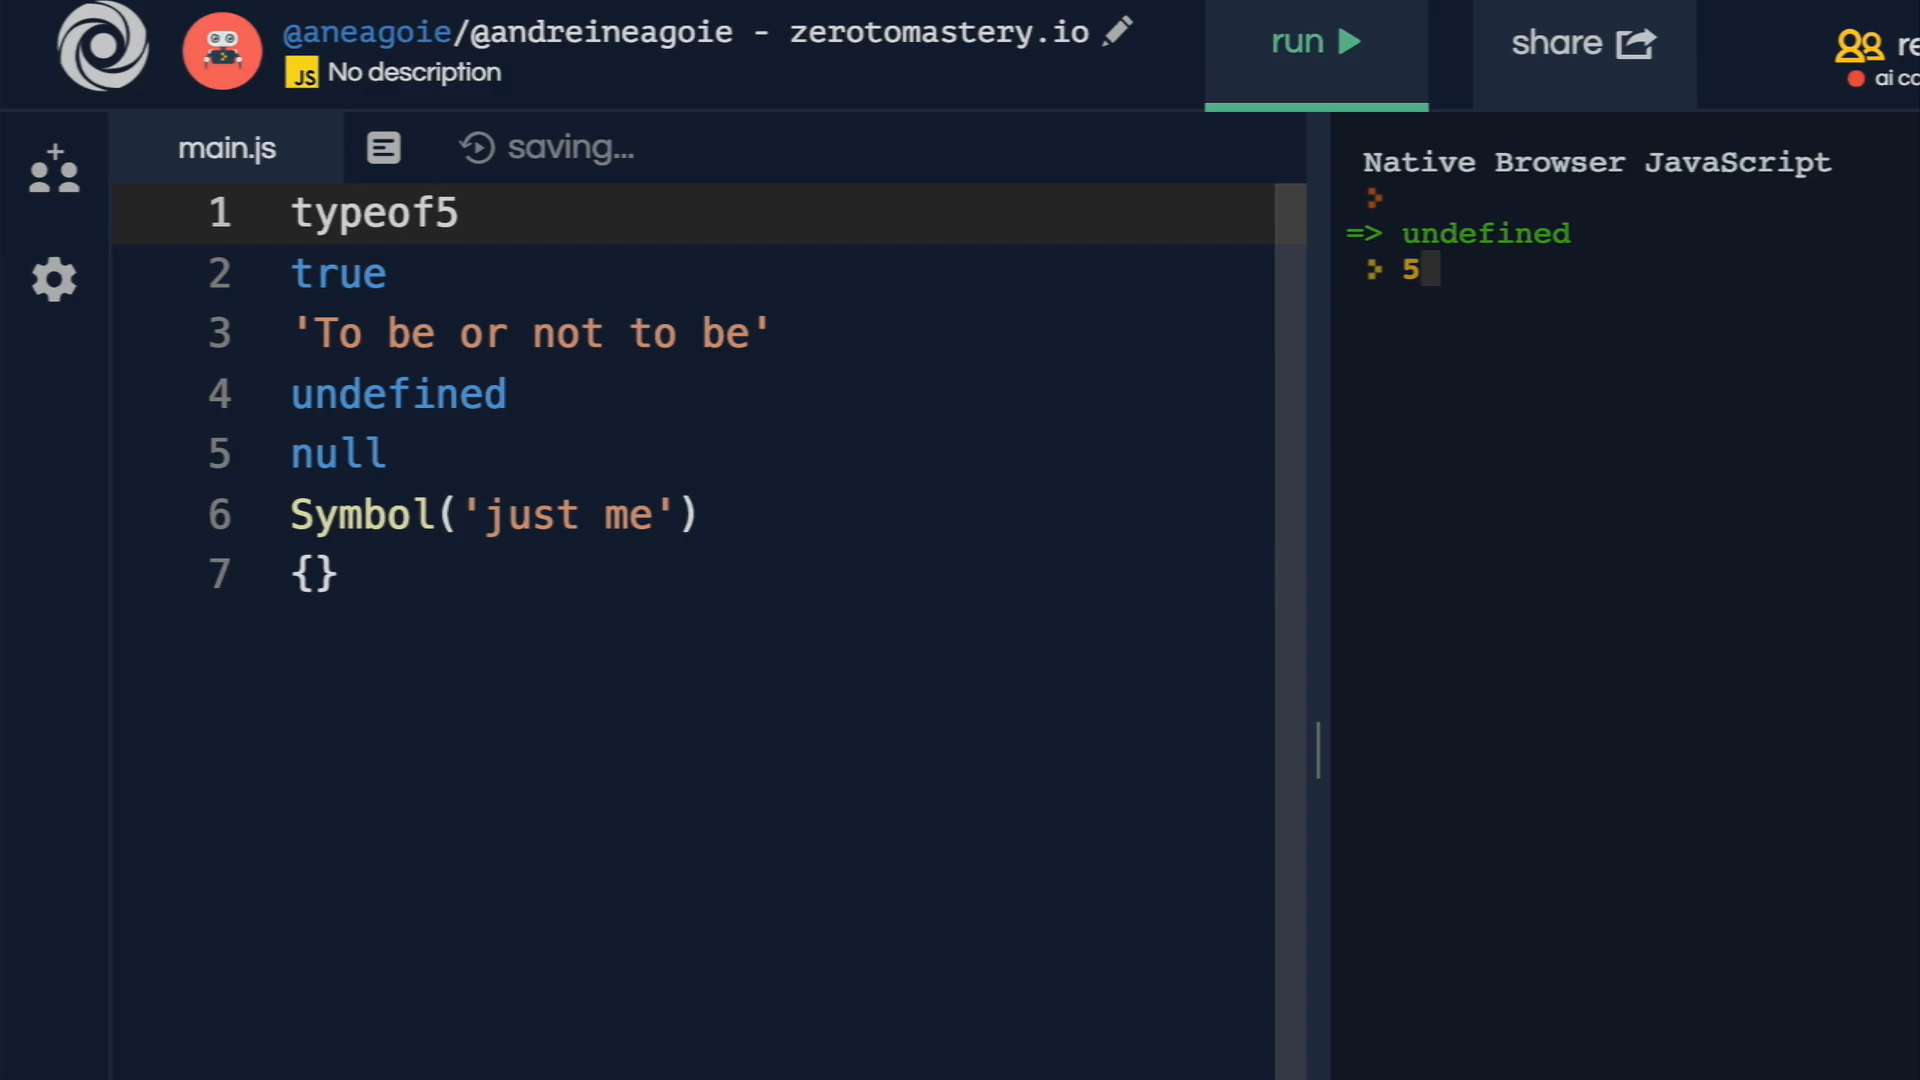 @aneagoie/@andreineagoie - zerotomastery.io
JS No description
run
share
ai
main.js
saving...
1 typeof5
2 true
3 'To be or not to be'
4 undefined
5 null
6 Symbol('just me')
7 {}
Native Browser JavaScript
=> undefined
5